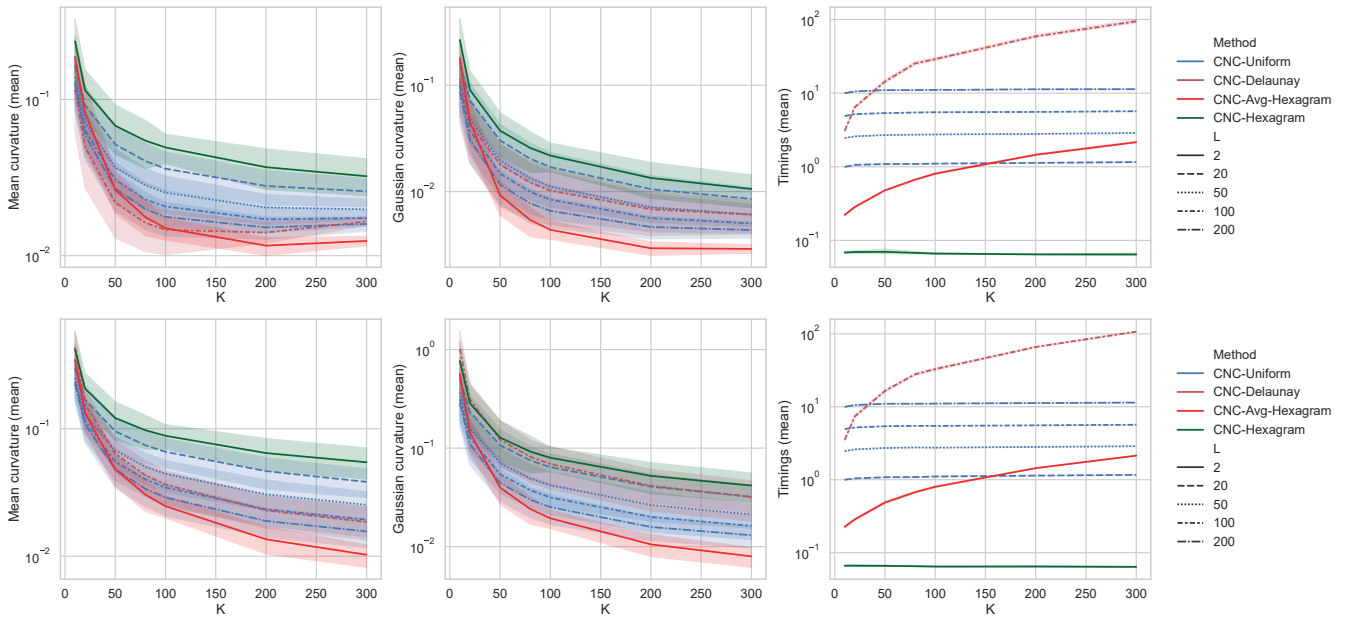 Mean curvature (mean)
10⁻¹
10⁻²
0 50 100 150 200 250 300
K
Gaussian curvature (mean)
10⁻¹
10⁻²
0 50 100 150 200 250 300
K
Timings (mean)
10²
10¹
10⁰
10⁻¹
0 50 100 150 200 250 300
K
Method
CNC-Uniform
CNC-Delaunay
CNC-Avg-Hexagram
CNC-Hexagram
L
2
20
50
100
200
Mean curvature (mean)
10⁻¹
10⁻²
0 50 100 150 200 250 300
K
Gaussian curvature (mean)
10⁰
10⁻¹
10⁻²
0 50 100 150 200 250 300
K
Timings (mean)
10²
10¹
10⁰
10⁻¹
0 50 100 150 200 250 300
K
Method
CNC-Uniform
CNC-Delaunay
CNC-Avg-Hexagram
CNC-Hexagram
L
2
20
50
100
200